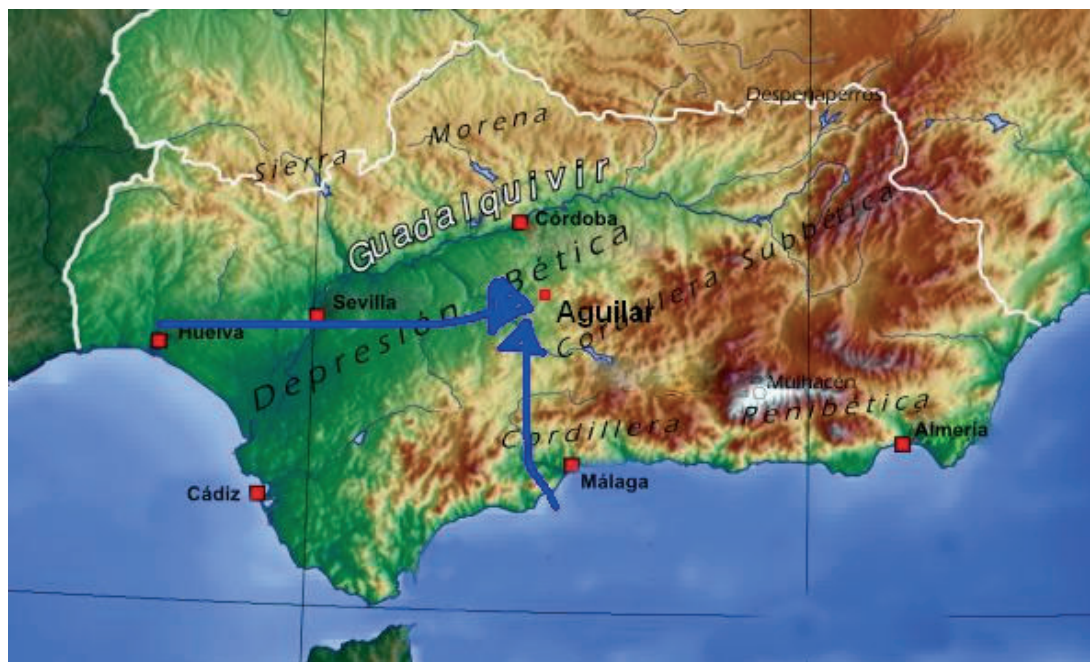 Despeñaperros
Sierra Morena
Guadalquivir
Córdoba
Depresión Bética
Cordillera Subbética
Sevilla
Aguilar
Huelva
Mulhacén
Cordillera Penibética
Almería
Málaga
Cádiz